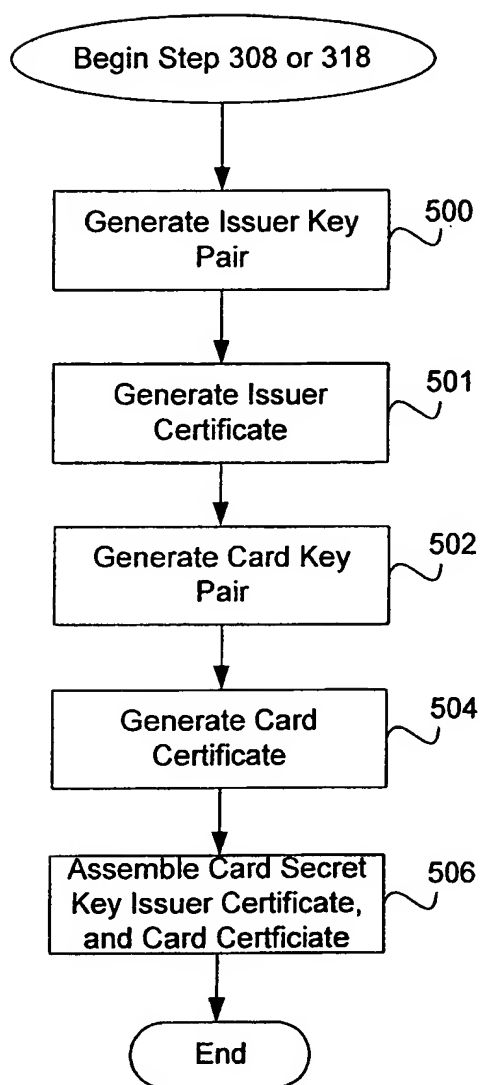 Begin Step 308 or 318
Generate Issuer Key
Pair
500
Generate Issuer
Certificate
501
Generate Card Key
Pair
502
Generate Card
Certificate
504
Assemble Card Secret
Key Issuer Certificate,
and Card Certficiate
506
End